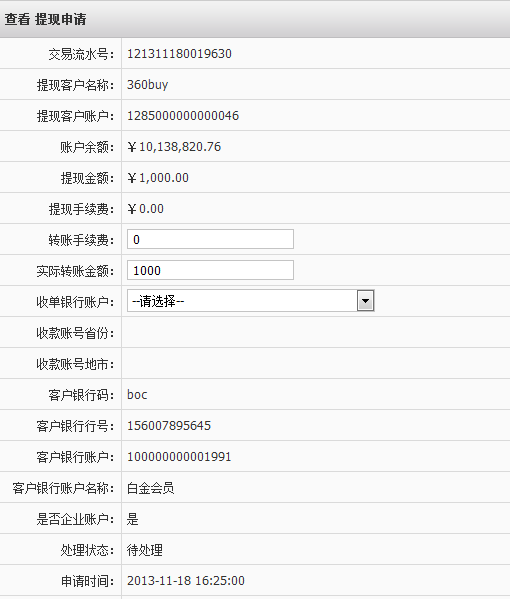 查看 提现申请
交易流水号： 121311180019630
提现客户名称： 360buy
提现客户账户： 1285000000000046
账户余额： ￥10,138,820.76
提现金额： ￥1,000.00
提现手续费： ￥0.00
转账手续费： 0
实际转账金额： 1000
收单银行账户： --请选择--
收款账号省份：
收款账号地市：
客户银行码： boc
客户银行行号： 156007895645
客户银行账户： 100000000001991
客户银行账户名称： 白金会员
是否企业账户： 是
处理状态： 待处理
申请时间： 2013-11-18 16:25:00